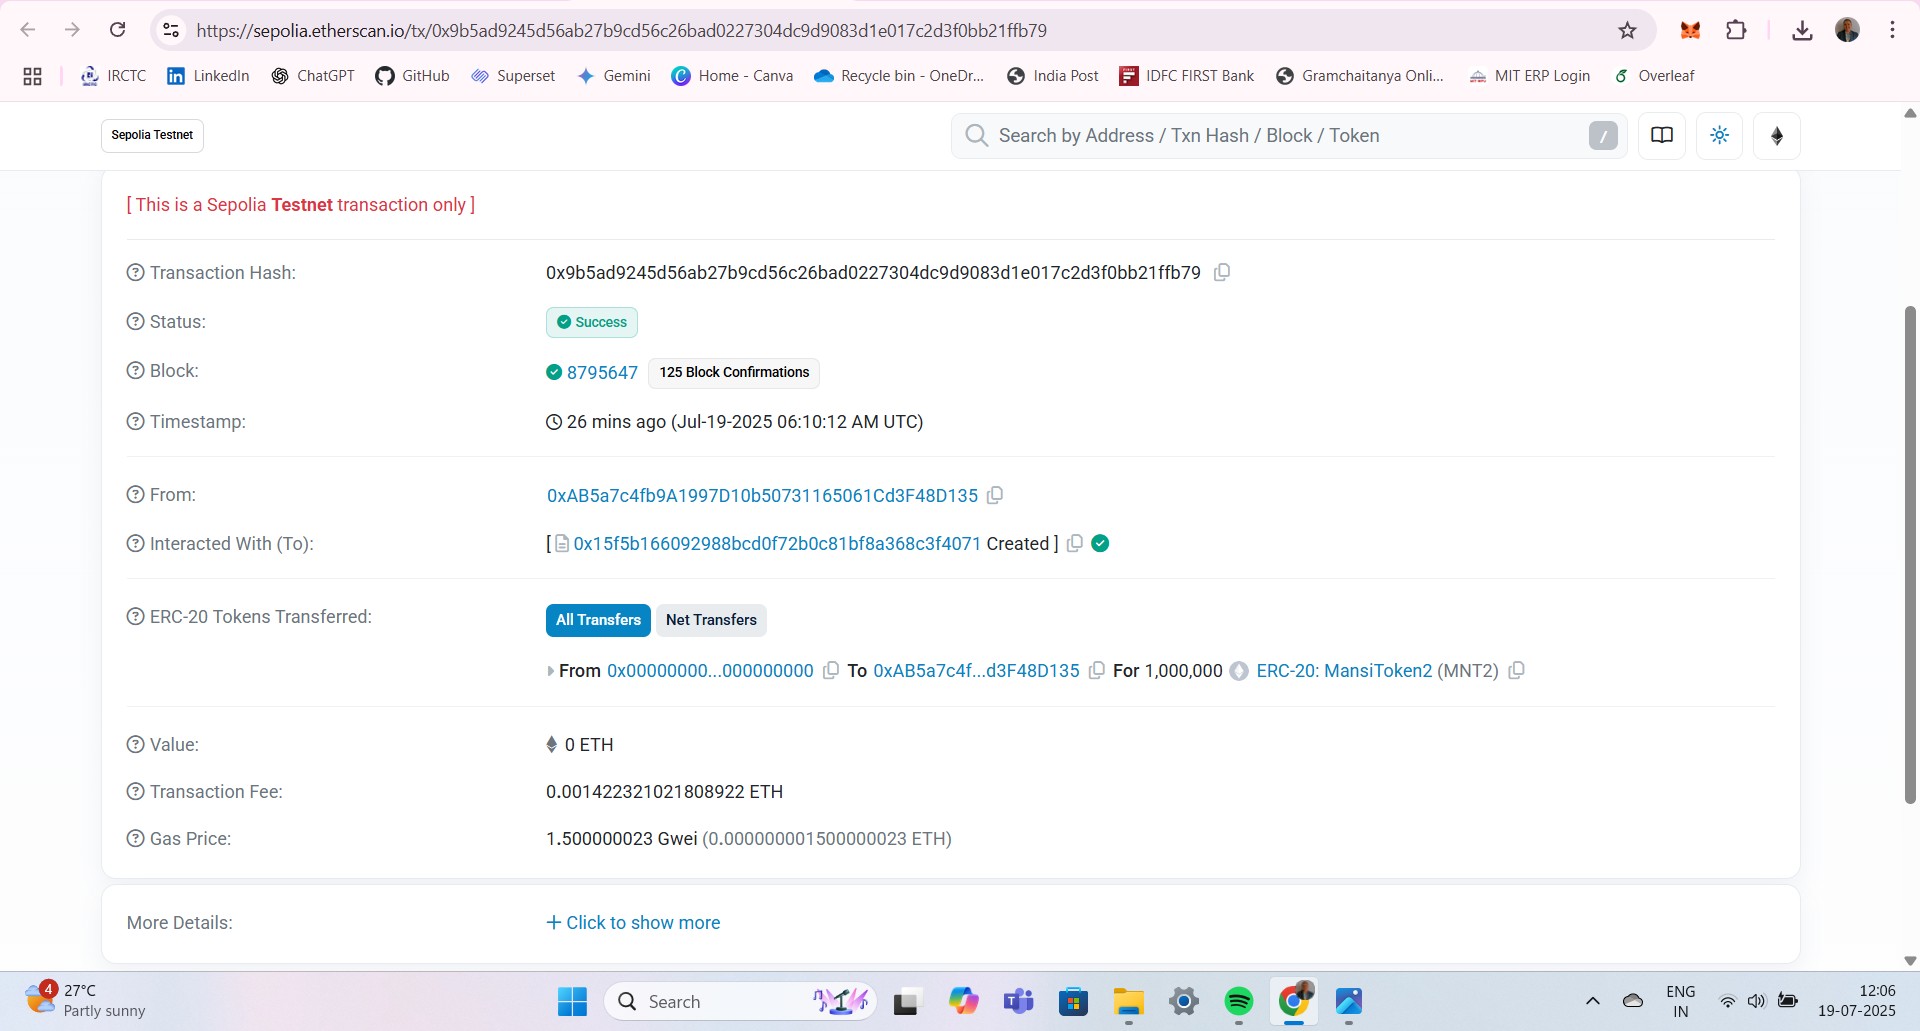 https://sepolia.etherscan.io/tx/0x9b5ad9245d56ab27b9cd56c26bad0227304dc9d9083d1e017c2d3f0bb21ffb79
IRCTC LinkedIn ChatGPT GitHub Superset Gemini Home - Canva Recycle bin - OneDr... India Post IDFC FIRST Bank Gramchaitanya Onli... MIT ERP Login Overleaf
Sepolia Testnet
Search by Address / Txn Hash / Block / Token /
[ This is a Sepolia Testnet transaction only ]
Transaction Hash: 0x9b5ad9245d56ab27b9cd56c26bad0227304dc9d9083d1e017c2d3f0bb21ffb79
Status: Success
Block: 8795647 125 Block Confirmations
Timestamp: 26 mins ago (Jul-19-2025 06:10:12 AM UTC)
From: 0xAB5a7c4fb9A1997D10b50731165061Cd3F48D135
Interacted With (To): [ 0x15f5b166092988bcd0f72b0c81bf8a368c3f4071 Created ]
ERC-20 Tokens Transferred: All Transfers Net Transfers
From 0x00000000...000000000 To 0xAB5a7c4f...d3F48D135 For 1,000,000 ERC-20: MansiToken2 (MNT2)
Value: 0 ETH
Transaction Fee: 0.001422321021808922 ETH
Gas Price: 1.500000023 Gwei (0.000000001500000023 ETH)
More Details: + Click to show more
4 27°C
Partly sunny
Search
ENG
IN
12:06
19-07-2025